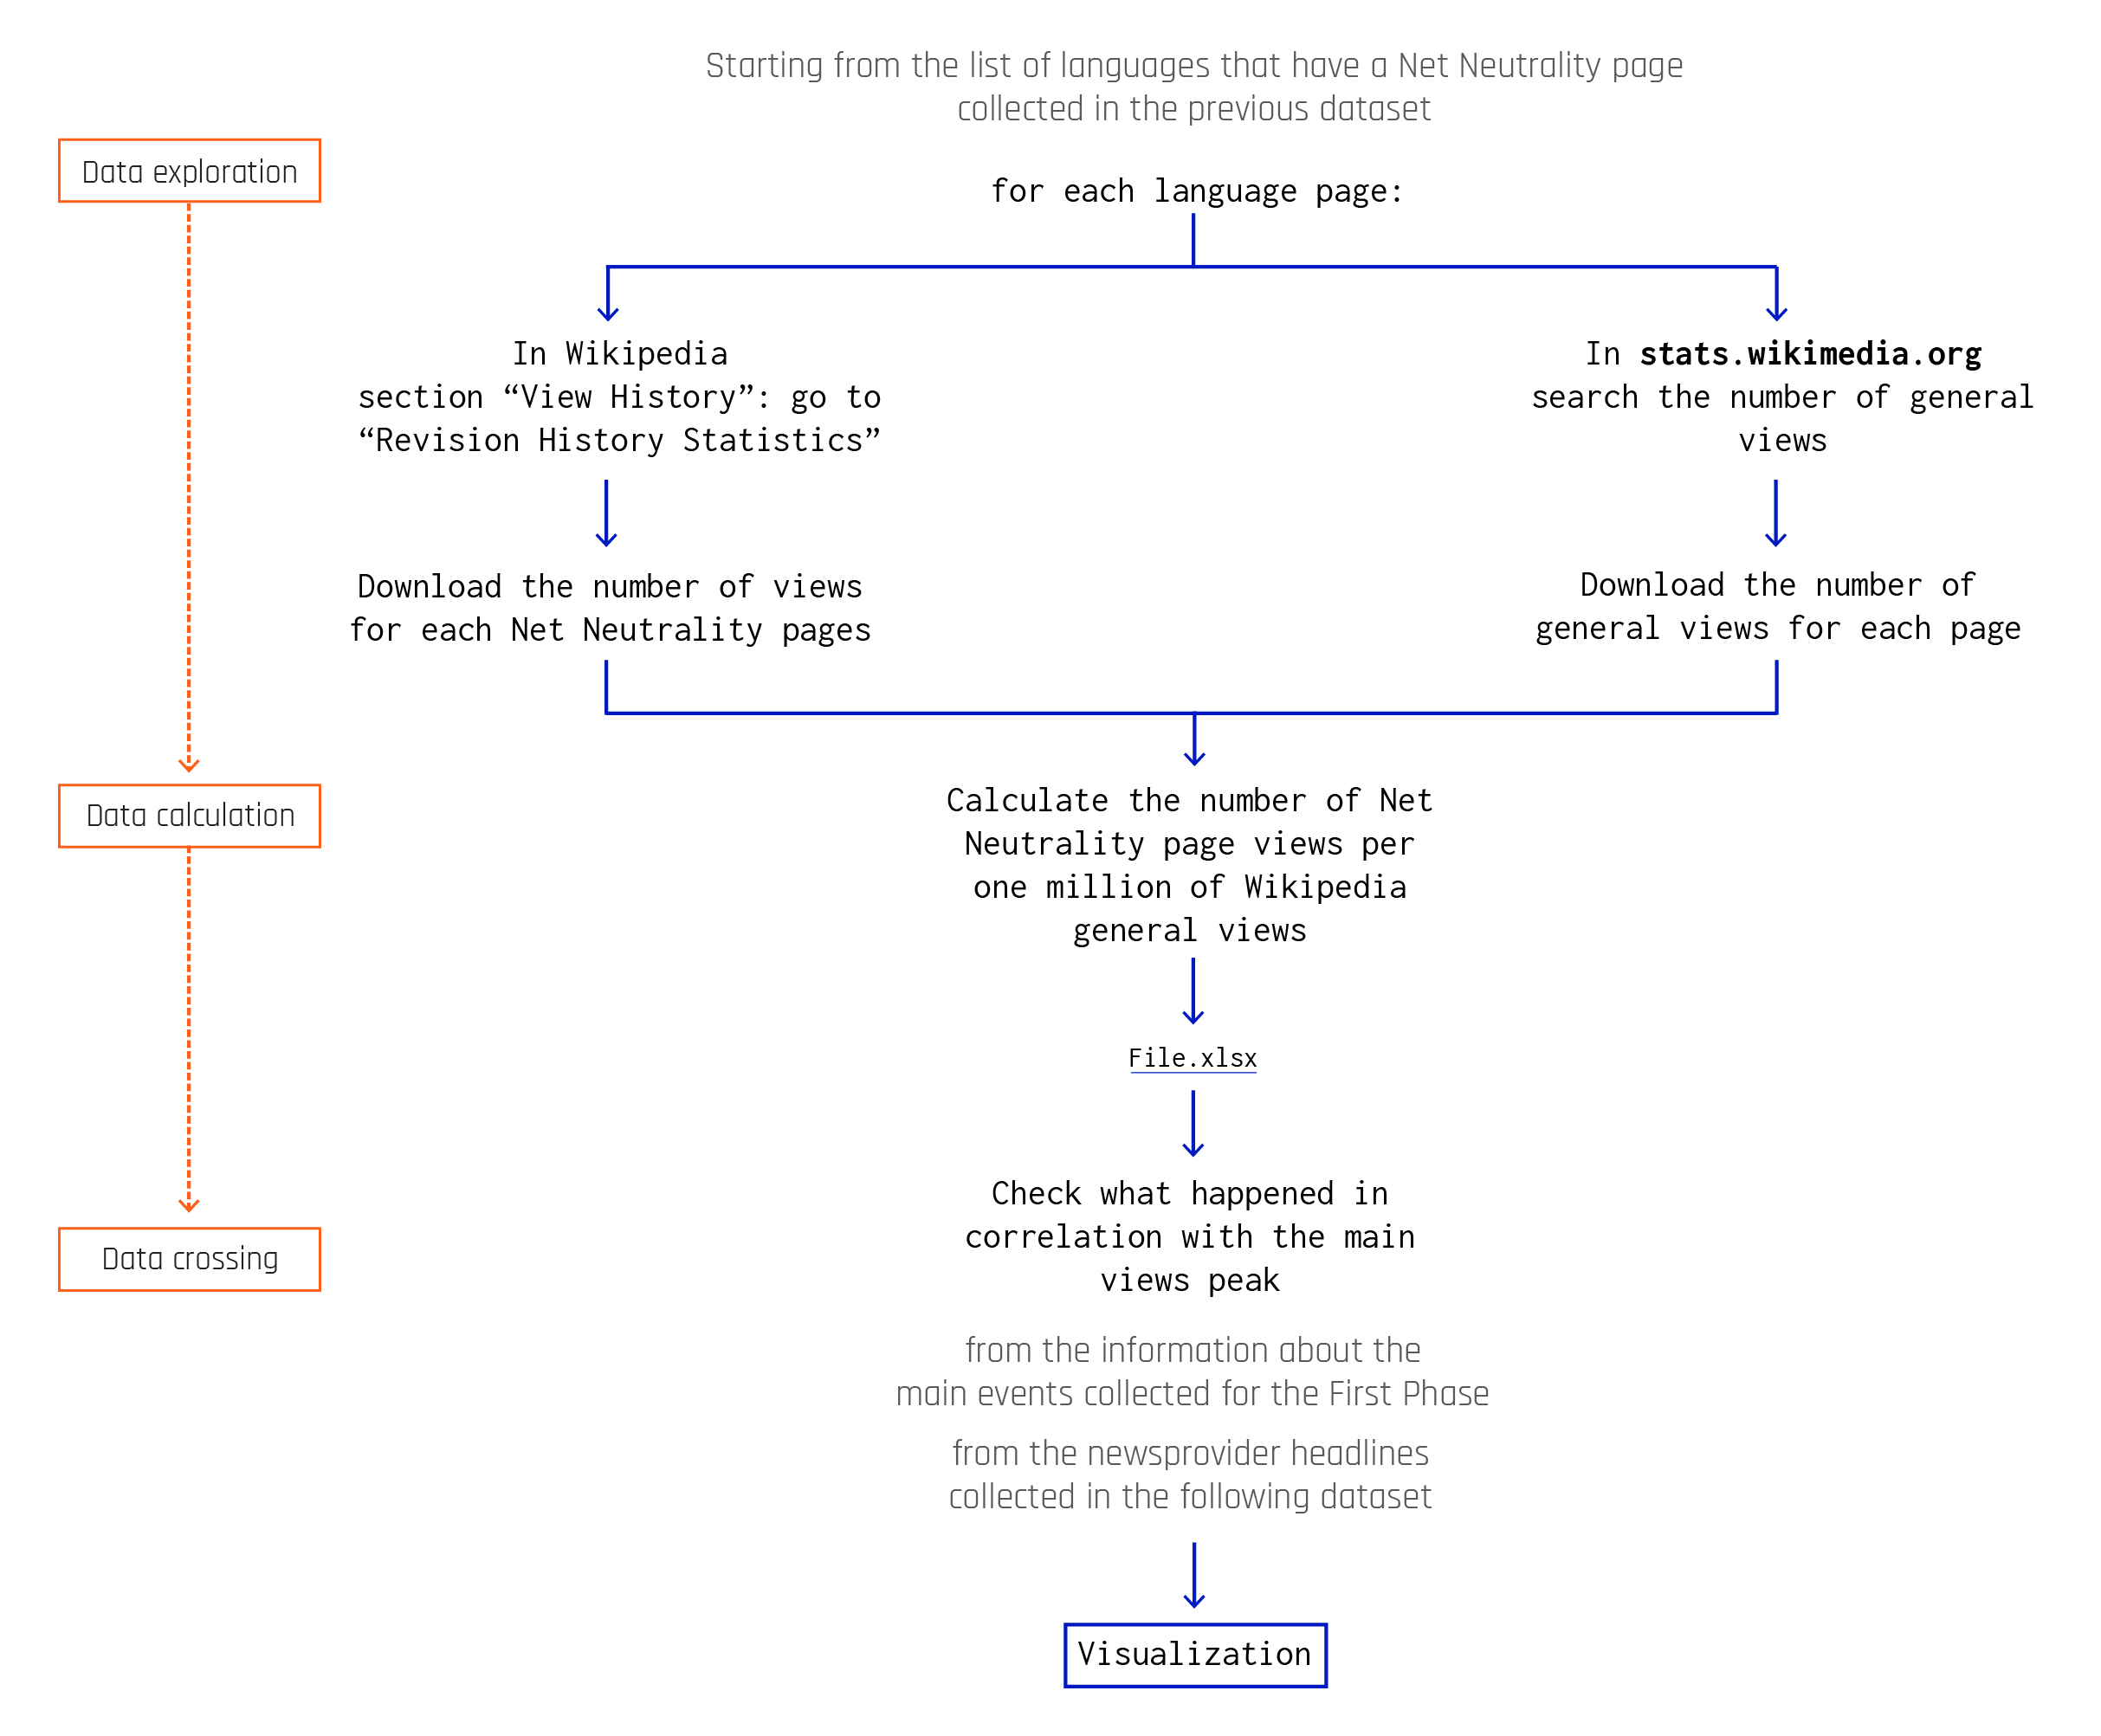 Starting from the list of languages that have a Net Neutrality page
collected in the previous dataset
Data exploration
for each language page:
In Wikipedia
section “View History”: go to
“Revision History Statistics”
In stats.wikimedia.org
search the number of general
views
Download the number of views
for each Net Neutrality pages
Download the number of
general views for each page
Data calculation
Calculate the number of Net
Neutrality page views per
one million of Wikipedia
general views
File.xlsx
Data crossing
Check what happened in
correlation with the main
views peak
from the information about the
main events collected for the First Phase
from the newsprovider headlines
collected in the following dataset
Visualization